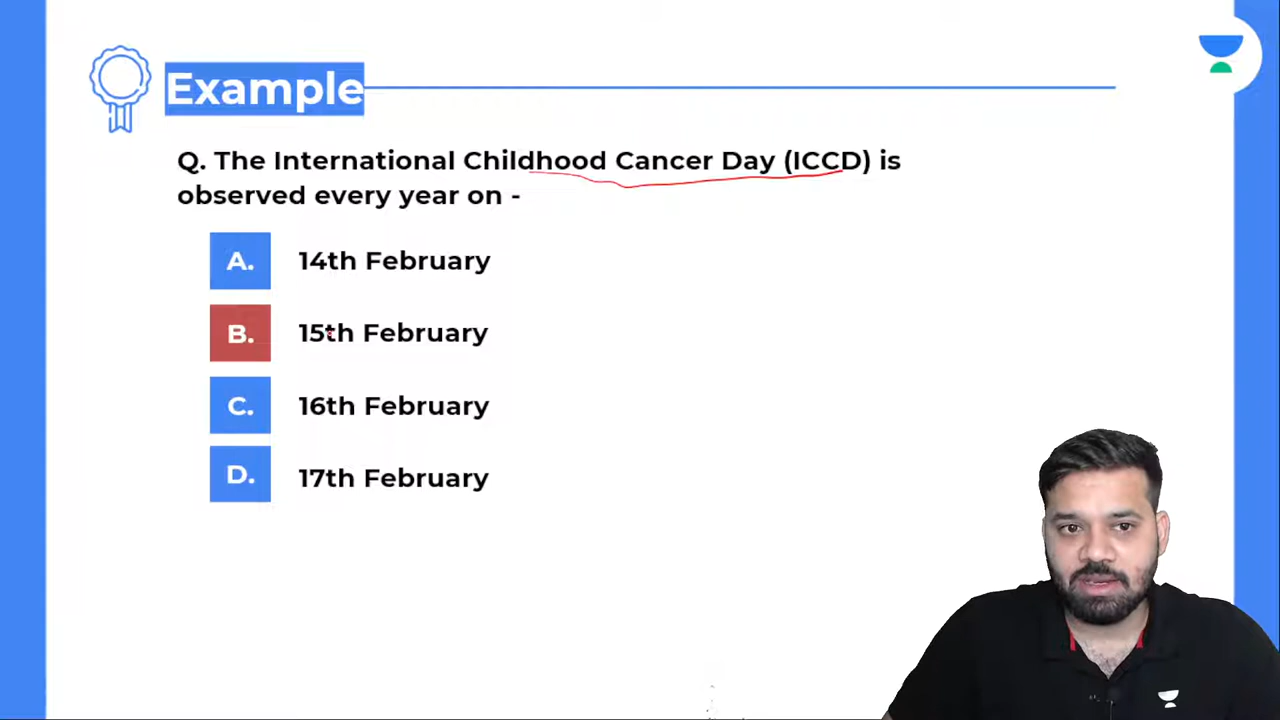 Example
Q. The International Childhood Cancer Day (ICCD) is
observed every year on -
A. 14th February
B. 15th February
C. 16th February
D. 17th February